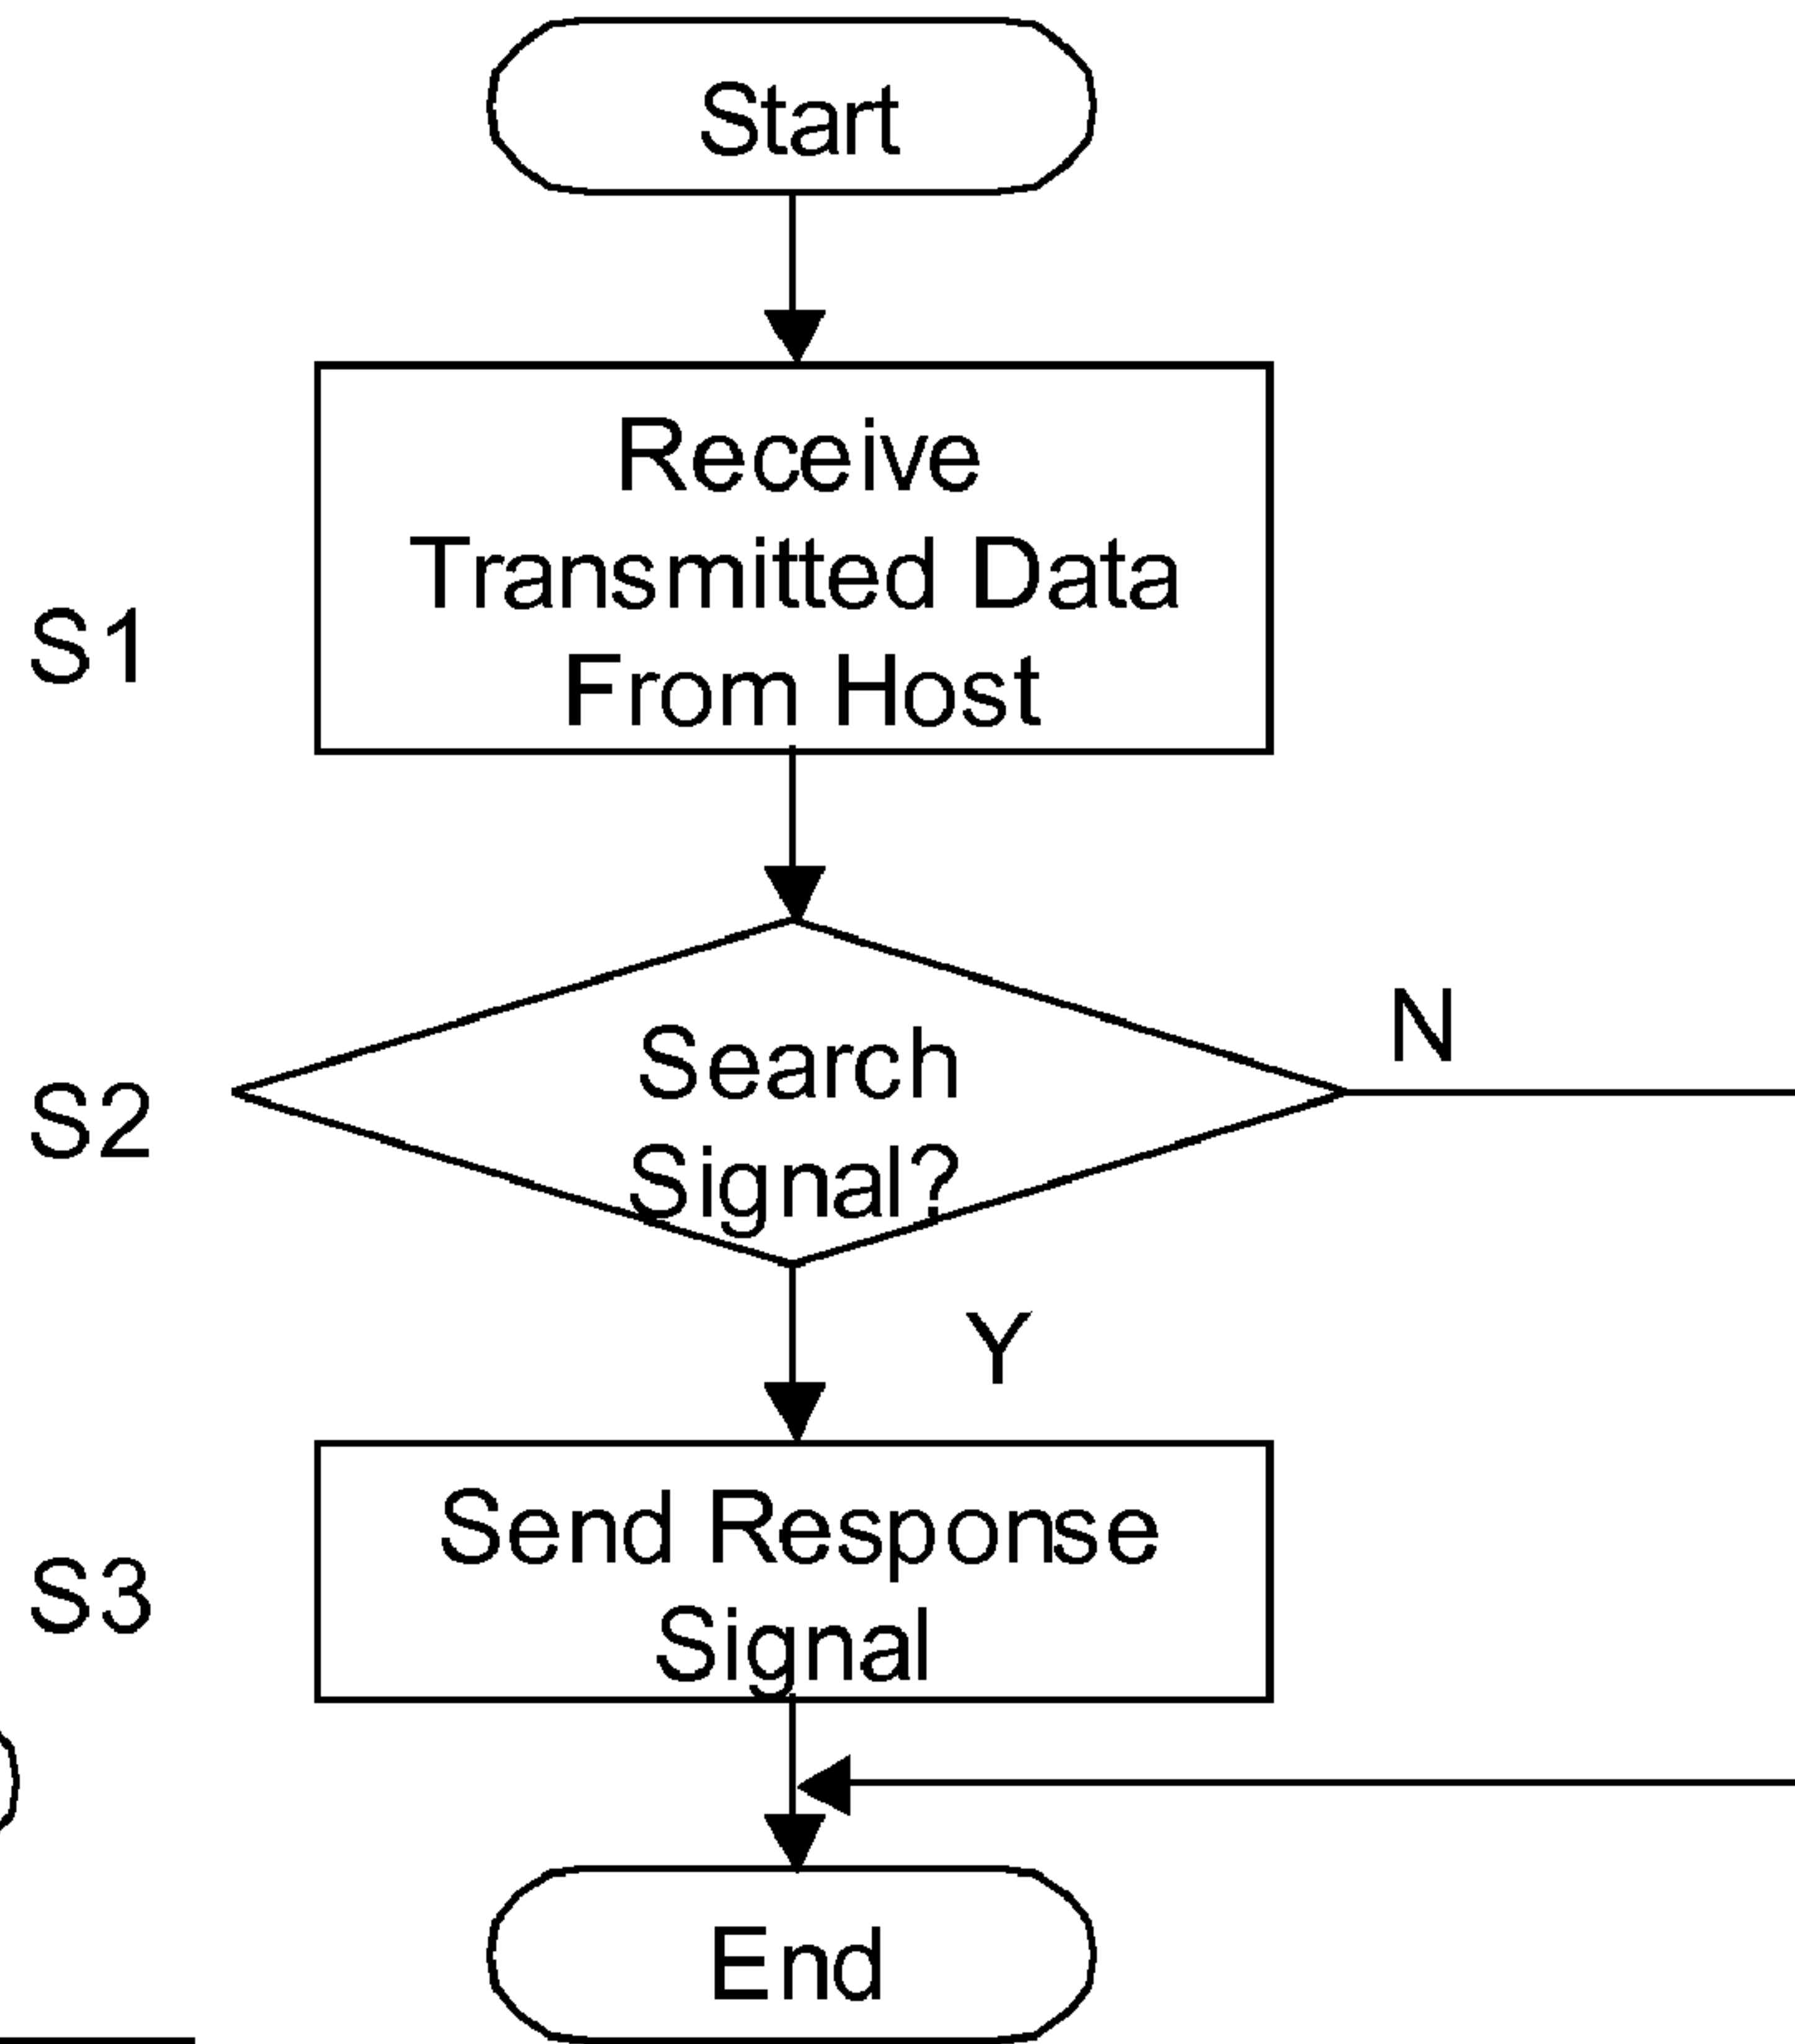 Start
S1
Receive
Transmitted Data
From Host
S2
Search
Signal?
N
Y
S3
Send Response
Signal
End